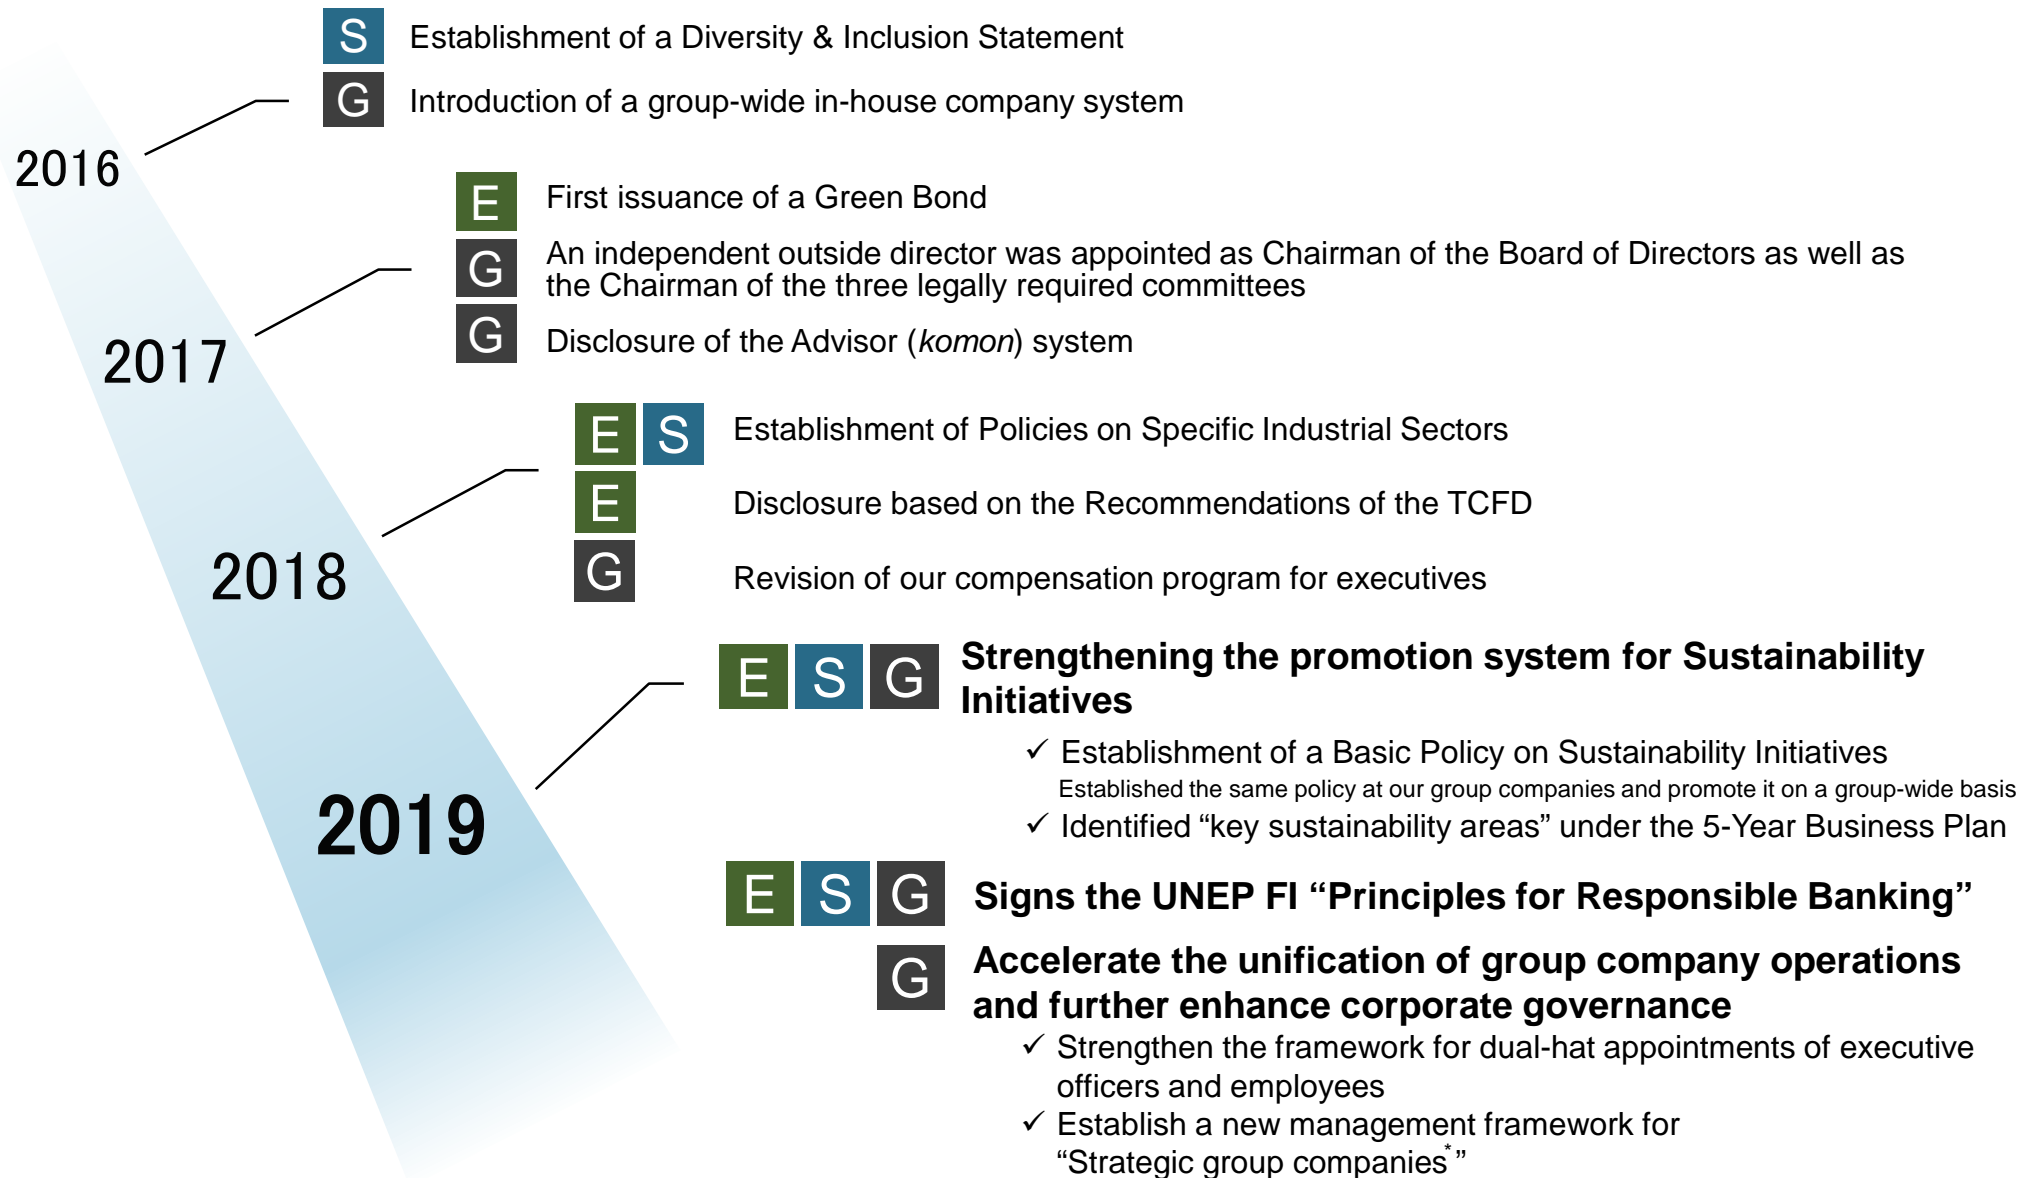 S Establishment of a Diversity & Inclusion Statement
G Introduction of a group-wide in-house company system
2016
E First issuance of a Green Bond
G An independent outside director was appointed as Chairman of the Board of Directors as well as
the Chairman of the three legally required committees
G Disclosure of the Advisor (komon) system
2017
E S Establishment of Policies on Specific Industrial Sectors
E Disclosure based on the Recommendations of the TCFD
G Revision of our compensation program for executives
2018
E S G Strengthening the promotion system for Sustainability
Initiatives
✓ Establishment of a Basic Policy on Sustainability Initiatives
Established the same policy at our group companies and promote it on a group-wide basis
✓ Identified “key sustainability areas” under the 5-Year Business Plan
2019
E S G Signs the UNEP FI “Principles for Responsible Banking”
G Accelerate the unification of group company operations
and further enhance corporate governance
✓ Strengthen the framework for dual-hat appointments of executive
officers and employees
✓ Establish a new management framework for
“Strategic group companies*”